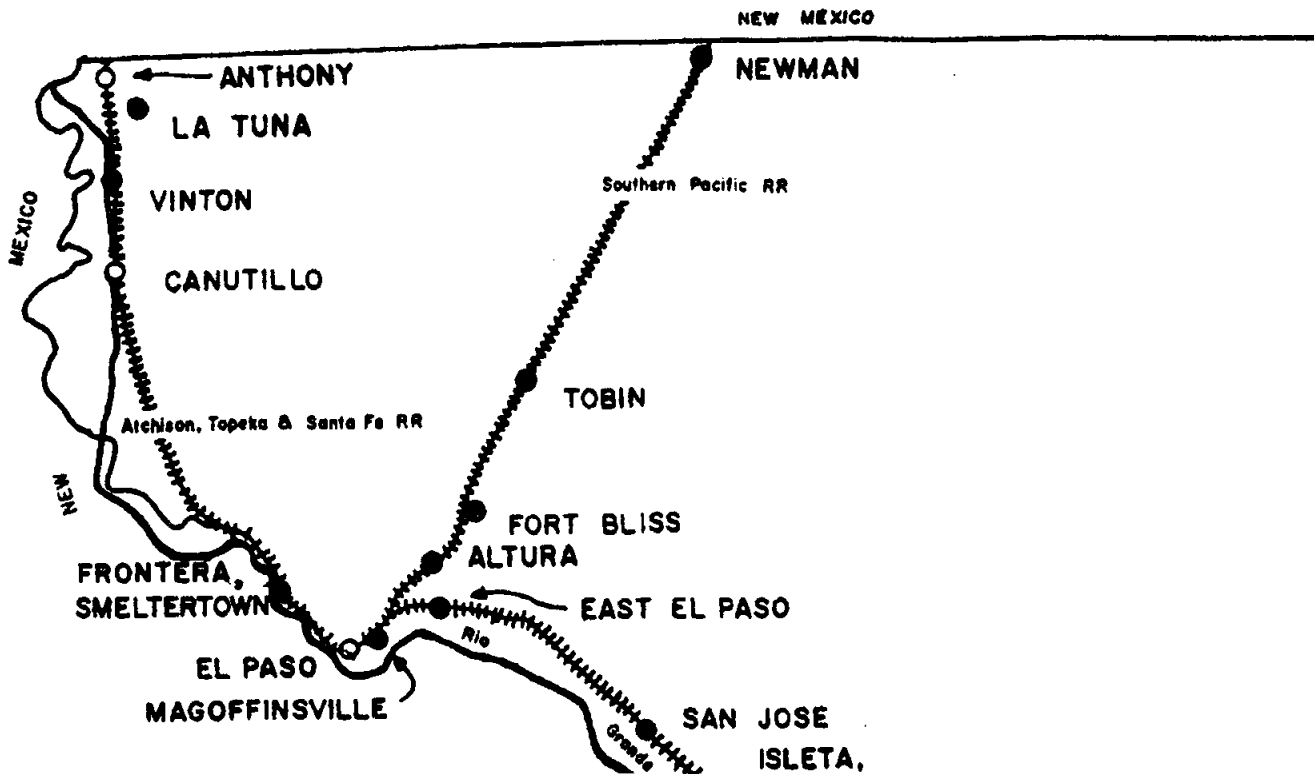 NEW MEXICO
NEWMAN
ANTHONY
LA TUNA
Southern Pacific RR
VINTON
MEXICO
CANUTILLO
TOBIN
Atchison, Topeka & Santa Fe RR
NEW
FORT BLISS
ALTURA
FRONTERA,
SMELTERTOWN
EAST EL PASO
Rio
EL PASO
MAGOFFINSVILLE
SAN JOSE
Grande
ISLETA,